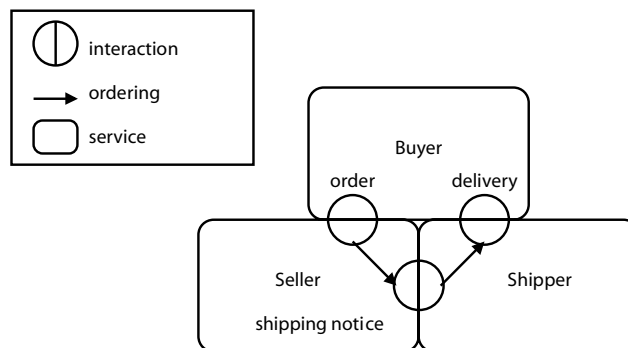 interaction
ordering
service
Buyer
order delivery
Seller Shipper
shipping notice